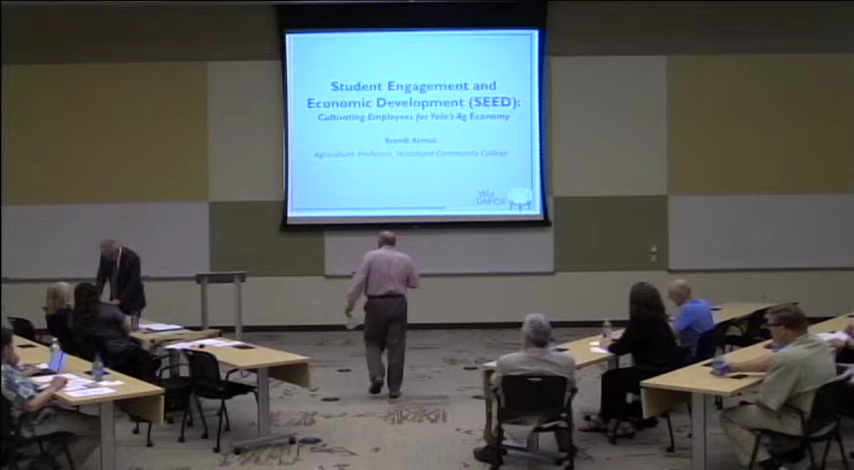 Student Engagement and
Economic Development (SEED):
Cultivating Employees for Yolo's Ag Economy
Brandi Asmus
Agriculture Professor, Woodland Community College
Yolo